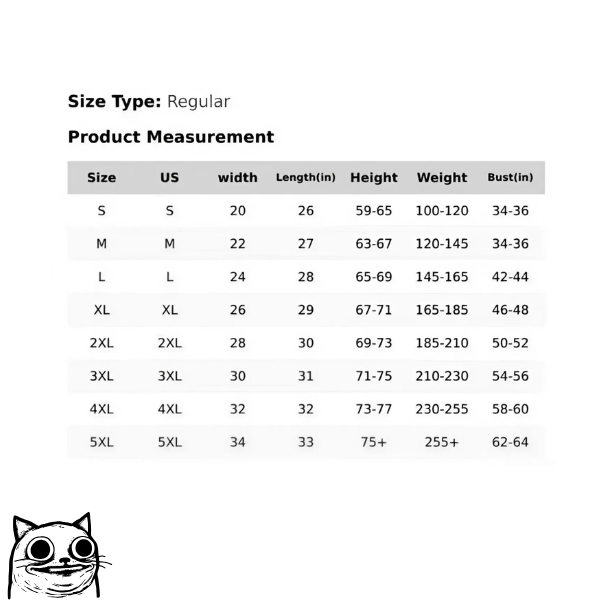 Size Type: Regular
Product Measurement
Size US width Length(in) Height Weight Bust(in)
S S 20 26 59-65 100-120 34-36
M M 22 27 63-67 120-145 34-36
L L 24 28 65-69 145-165 42-44
XL XL 26 29 67-71 165-185 46-48
2XL 2XL 28 30 69-73 185-210 50-52
3XL 3XL 30 31 71-75 210-230 54-56
4XL 4XL 32 32 73-77 230-255 58-60
5XL 5XL 34 33 75+ 255+ 62-64